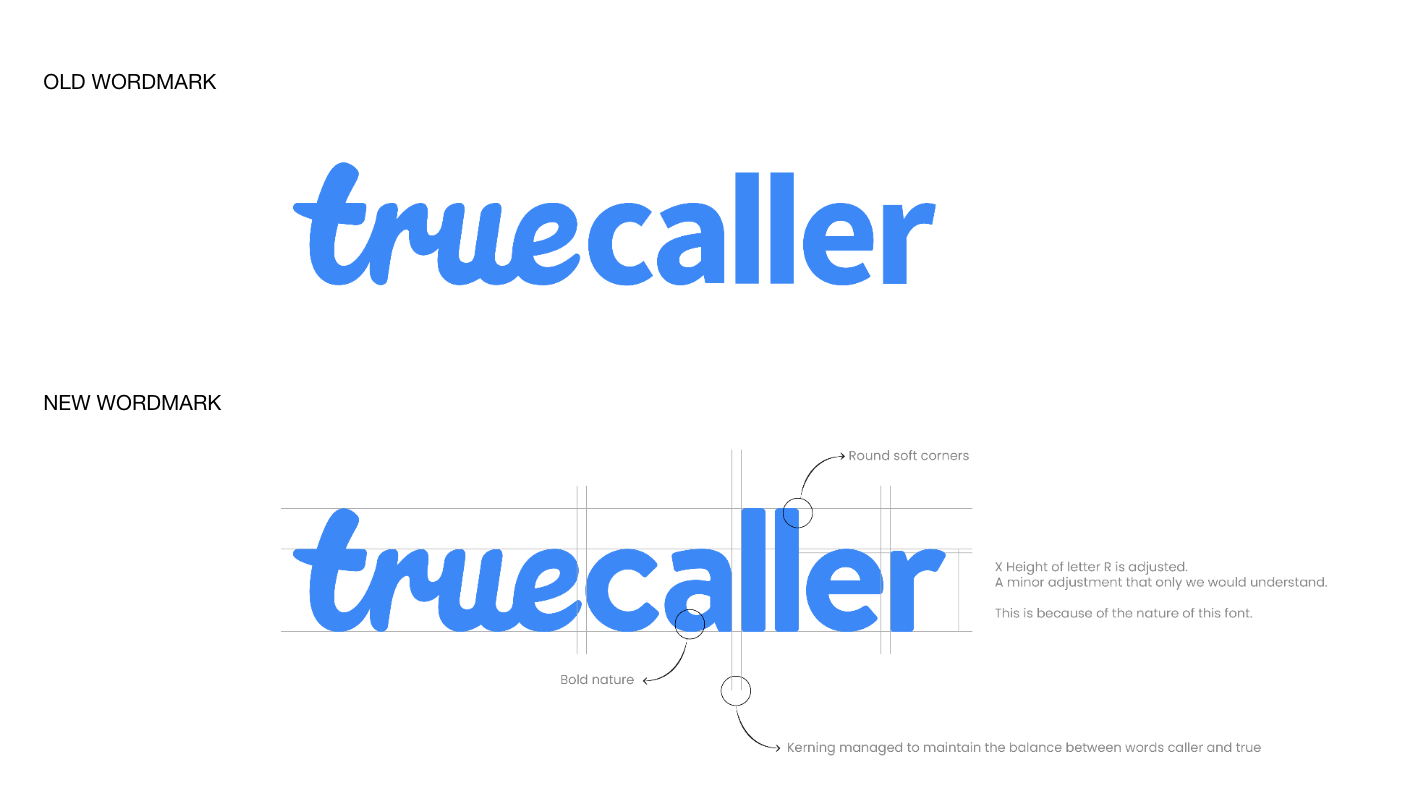 OLD WORDMARK
truecaller
NEW WORDMARK
Round soft corners
truecaller
X Height of letter R is adjusted.
A minor adjustment that only we would understand.
This is because of the nature of this font.
Bold nature
Kerning managed to maintain the balance between words caller and true